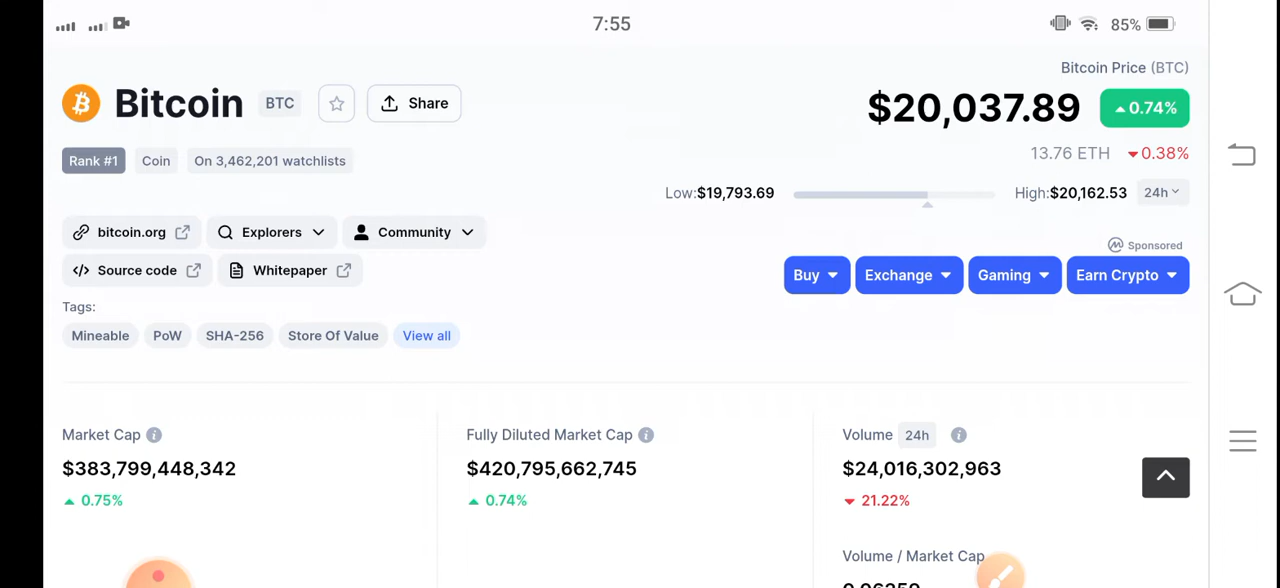 7:55 85%
Bitcoin Price (BTC)
Bitcoin BTC Share $20,037.89 0.74%
Rank #1 Coin On 3,462,201 watchlists 13.76 ETH 0.38%
Low:$19,793.69 High:$20,162.53 24h
bitcoin.org Explorers Community
Sponsored
Source code Whitepaper Buy Exchange Gaming Earn Crypto
Tags:
Mineable PoW SHA-256 Store Of Value View all
Market Cap Fully Diluted Market Cap Volume 24h
$383,799,448,342 $420,795,662,745 $24,016,302,963
0.75% 0.74% 21.22%
Volume / Market Cap
0.06259